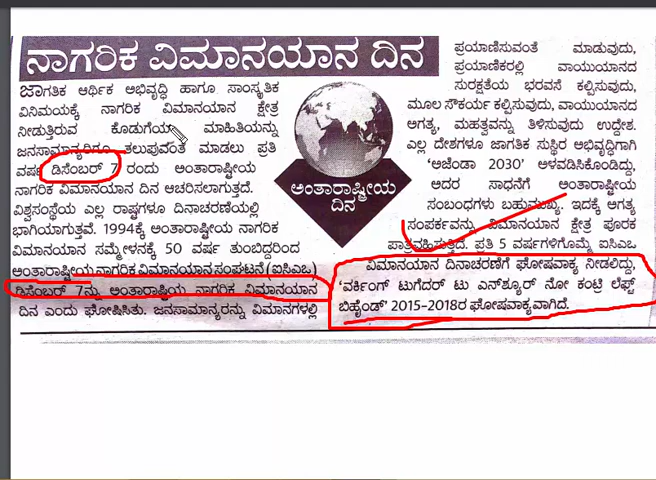 ನಾಗರಿಕ ವಿಮಾನಯಾನ ದಿನ
ಜಾಗತಿಕ ಆರ್ಥಿಕ ಅಭಿವೃದ್ಧಿ ಹಾಗೂ ಸಾಂಸ್ಕೃತಿಕ
ವಿನಿಮಯಕ್ಕೆ ನಾಗರಿಕ ವಿಮಾನಯಾನ ಕ್ಷೇತ್ರ
ನೀಡುತ್ತಿರುವ ಕೊಡುಗೆಯ ಮಾಹಿತಿಯನ್ನು
ಜನಸಾಮಾನ್ಯರಿಗೂ ತಲುಪುವಂತೆ ಮಾಡಲು ಪ್ರತಿ
ವರ್ಷ ಡಿಸೆಂಬರ್ 7 ರಂದು ಅಂತಾರಾಷ್ಟ್ರೀಯ
ನಾಗರಿಕ ವಿಮಾನಯಾನ ದಿನ ಆಚರಿಸಲಾಗುತ್ತದೆ.
ವಿಶ್ವಸಂಸ್ಥೆಯ ಎಲ್ಲ ರಾಷ್ಟ್ರಗಳೂ ದಿನಾಚರಣೆಯಲ್ಲಿ
ಭಾಗಿಯಾಗುತ್ತವೆ. 1994ಕ್ಕೆ ಅಂತಾರಾಷ್ಟ್ರೀಯ ನಾಗರಿಕ
ವಿಮಾನಯಾನ ಸಮ್ಮೇಳನಕ್ಕೆ 50 ವರ್ಷ ತುಂಬಿದ್ದರಿಂದ
ಅಂತಾರಾಷ್ಟ್ರೀಯ ನಾಗರಿಕ ವಿಮಾನಯಾನ ಸಂಘಟನೆ (ಐಸಿಎಒ)
ಡಿಸೆಂಬರ್ 7ನ್ನು ಅಂತಾರಾಷ್ಟ್ರಿಯ ನಾಗರಿಕ ವಿಮಾನಯಾನ
ದಿನ ಎಂದು ಘೋಷಿಸಿತು. ಜನಸಾಮಾನ್ಯರನ್ನು ವಿಮಾನಗಳಲ್ಲಿ
ಅಂತಾರಾಷ್ಟ್ರೀಯ
ದಿನ
ಪ್ರಯಾಣಿಸುವಂತೆ ಮಾಡುವುದು,
ಪ್ರಯಾಣಿಕರಲ್ಲಿ ವಾಯುಯಾನದ
ಸುರಕ್ಷತೆಯ ಭರವಸೆ ಕಲ್ಪಿಸುವುದು,
ಮೂಲ ಸೌಕರ್ಯ ಕಲ್ಪಿಸುವುದು, ವಾಯುಯಾನದ
ಅಗತ್ಯ, ಮಹತ್ವವನ್ನು ತಿಳಿಸುವುದು ಉದ್ದೇಶ.
ಎಲ್ಲ ದೇಶಗಳೂ ಜಾಗತಿಕ ಸುಸ್ಥಿರ ಅಭಿವೃದ್ಧಿಗಾಗಿ
'ಅಜೆಂಡಾ 2030' ಅಳವಡಿಸಿಕೊಂಡಿದ್ದು,
ಅದರ ಸಾಧನೆಗೆ ಅಂತಾರಾಷ್ಟ್ರೀಯ
ಸಂಬಂಧಗಳು ಬಹುಮುಖ್ಯ. ಇದಕ್ಕೆ ಅಗತ್ಯ
ಸಂಪರ್ಕವನ್ನು ವಿಮಾನಯಾನ ಕ್ಷೇತ್ರ ಪೂರಕ
ಪಾತ್ರವಹಿಸುತ್ತಿದೆ. ಪ್ರತಿ 5 ವರ್ಷಗಳಿಗೊಮ್ಮೆ ಐಸಿಎಒ
ವಿಮಾನಯಾನ ದಿನಾಚರಣೆಗೆ ಘೋಷವಾಕ್ಯ ನೀಡಲಿದ್ದು,
'ವರ್ಕಿಂಗ್ ಟುಗೆದರ್ ಟು ಎನ್‌ಶ್ಯೂರ್ ನೋ ಕಂಟ್ರಿ ಲೆಫ್ಟ್
ಬಿಹೈಂಡ್' 2015-2018ರ ಘೋಷವಾಕ್ಯವಾಗಿದೆ.